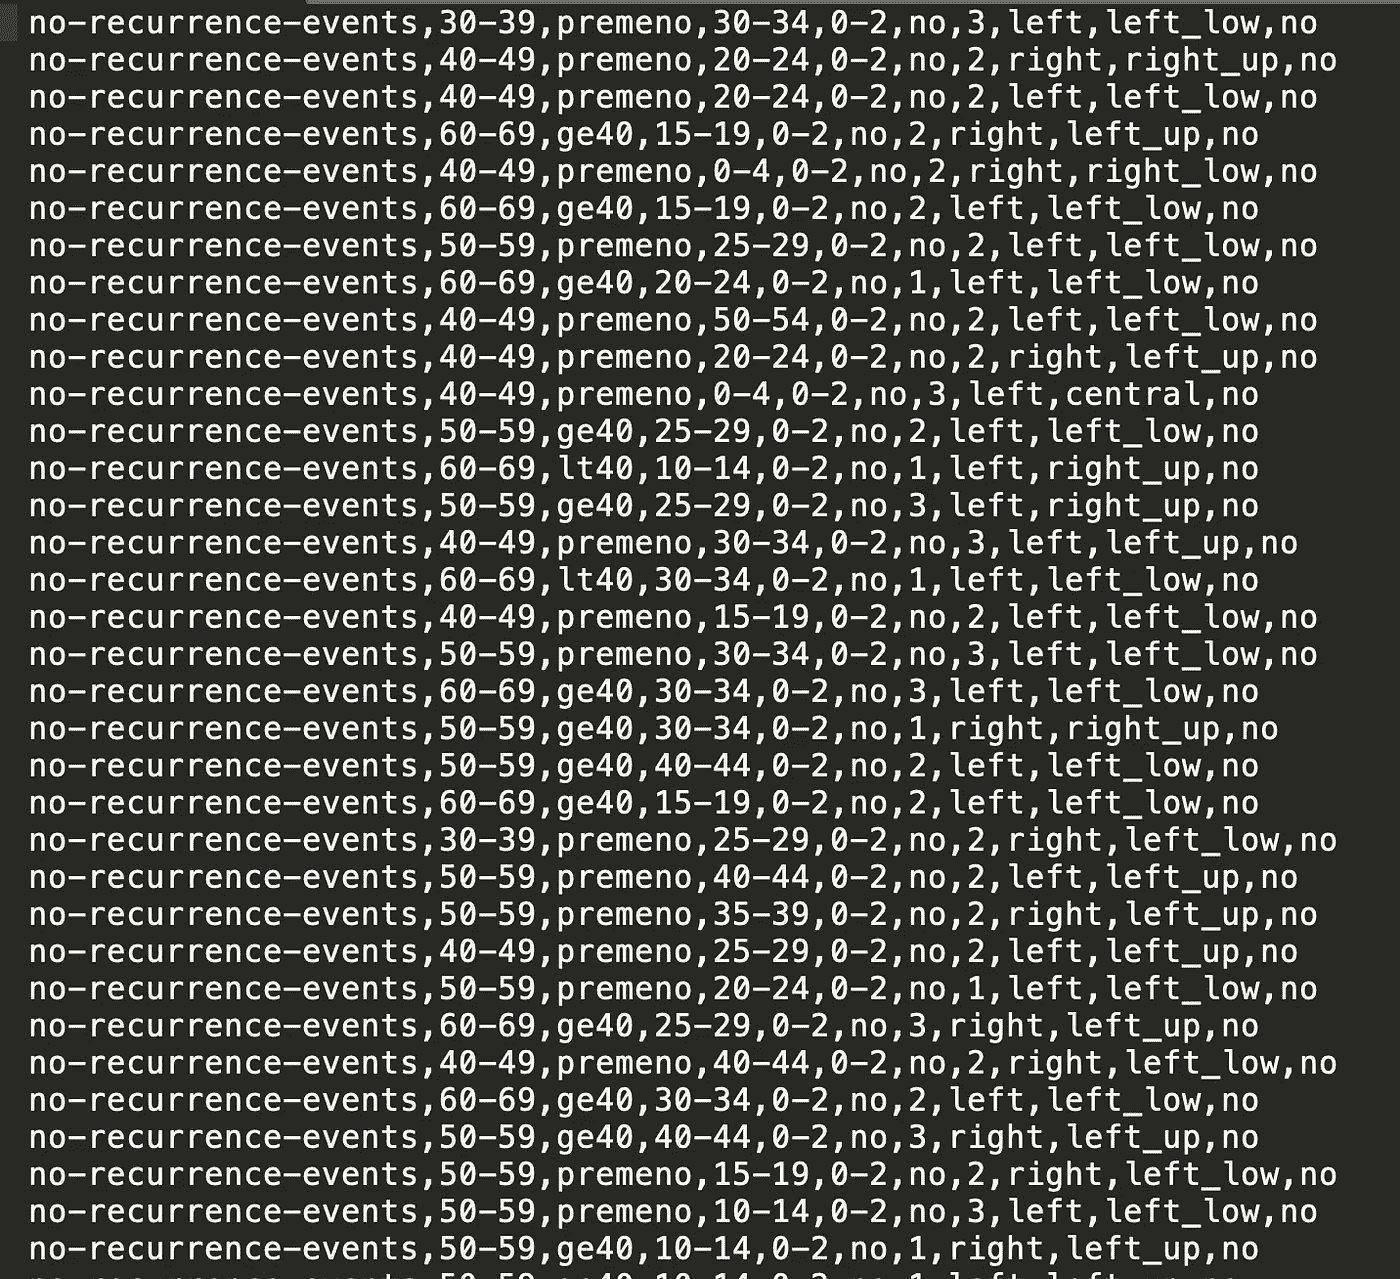 no-recurrence-events,30-39,premeno,30-34,0-2,no,3,left,left_low,no
no-recurrence-events,40-49,premeno,20-24,0-2,no,2,right,right_up,no
no-recurrence-events,40-49,premeno,20-24,0-2,no,2,left,left_low,no
no-recurrence-events,60-69,ge40,15-19,0-2,no,2,right,left_up,no
no-recurrence-events,40-49,premeno,0-4,0-2,no,2,right,right_low,no
no-recurrence-events,60-69,ge40,15-19,0-2,no,2,left,left_low,no
no-recurrence-events,50-59,premeno,25-29,0-2,no,2,left,left_low,no
no-recurrence-events,60-69,ge40,20-24,0-2,no,1,left,left_low,no
no-recurrence-events,40-49,premeno,50-54,0-2,no,2,left,left_low,no
no-recurrence-events,40-49,premeno,20-24,0-2,no,2,right,left_up,no
no-recurrence-events,40-49,premeno,0-4,0-2,no,3,left,central,no
no-recurrence-events,50-59,ge40,25-29,0-2,no,2,left,left_low,no
no-recurrence-events,60-69,lt40,10-14,0-2,no,1,left,right_up,no
no-recurrence-events,50-59,ge40,25-29,0-2,no,3,left,right_up,no
no-recurrence-events,40-49,premeno,30-34,0-2,no,3,left,left_up,no
no-recurrence-events,60-69,lt40,30-34,0-2,no,1,left,left_low,no
no-recurrence-events,40-49,premeno,15-19,0-2,no,2,left,left_low,no
no-recurrence-events,50-59,premeno,30-34,0-2,no,3,left,left_low,no
no-recurrence-events,60-69,ge40,30-34,0-2,no,3,left,left_low,no
no-recurrence-events,50-59,ge40,30-34,0-2,no,1,right,right_up,no
no-recurrence-events,50-59,ge40,40-44,0-2,no,2,left,left_low,no
no-recurrence-events,60-69,ge40,15-19,0-2,no,2,left,left_low,no
no-recurrence-events,30-39,premeno,25-29,0-2,no,2,right,left_low,no
no-recurrence-events,50-59,premeno,40-44,0-2,no,2,left,left_up,no
no-recurrence-events,50-59,premeno,35-39,0-2,no,2,right,left_up,no
no-recurrence-events,40-49,premeno,25-29,0-2,no,2,left,left_up,no
no-recurrence-events,50-59,premeno,20-24,0-2,no,1,left,left_low,no
no-recurrence-events,60-69,ge40,25-29,0-2,no,3,right,left_up,no
no-recurrence-events,40-49,premeno,40-44,0-2,no,2,right,left_low,no
no-recurrence-events,60-69,ge40,30-34,0-2,no,2,left,left_low,no
no-recurrence-events,50-59,ge40,40-44,0-2,no,3,right,left_up,no
no-recurrence-events,50-59,premeno,15-19,0-2,no,2,right,left_low,no
no-recurrence-events,50-59,premeno,10-14,0-2,no,3,left,left_low,no
no-recurrence-events,50-59,ge40,10-14,0-2,no,1,right,left_up,no